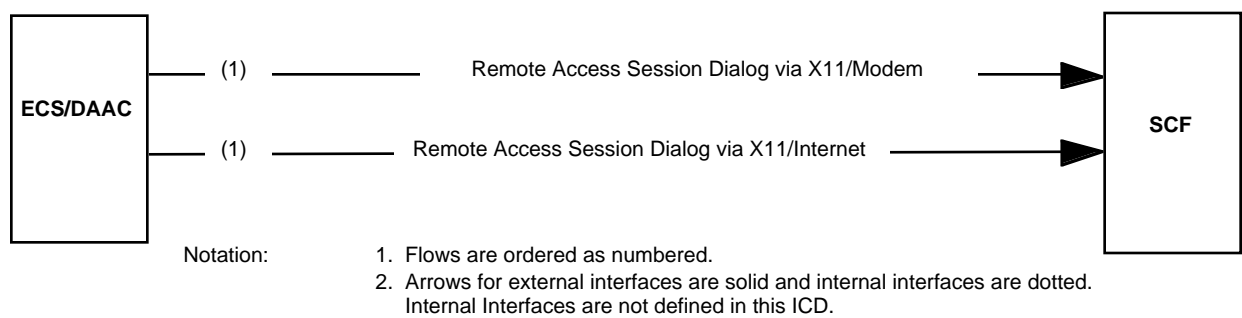 (1) Remote Access Session Dialog via X11/Modem
ECS/DAAC
SCF
(1) Remote Access Session Dialog via X11/Internet
Notation: 1. Flows are ordered as numbered.
2. Arrows for external interfaces are solid and internal interfaces are dotted.
Internal Interfaces are not defined in this ICD.